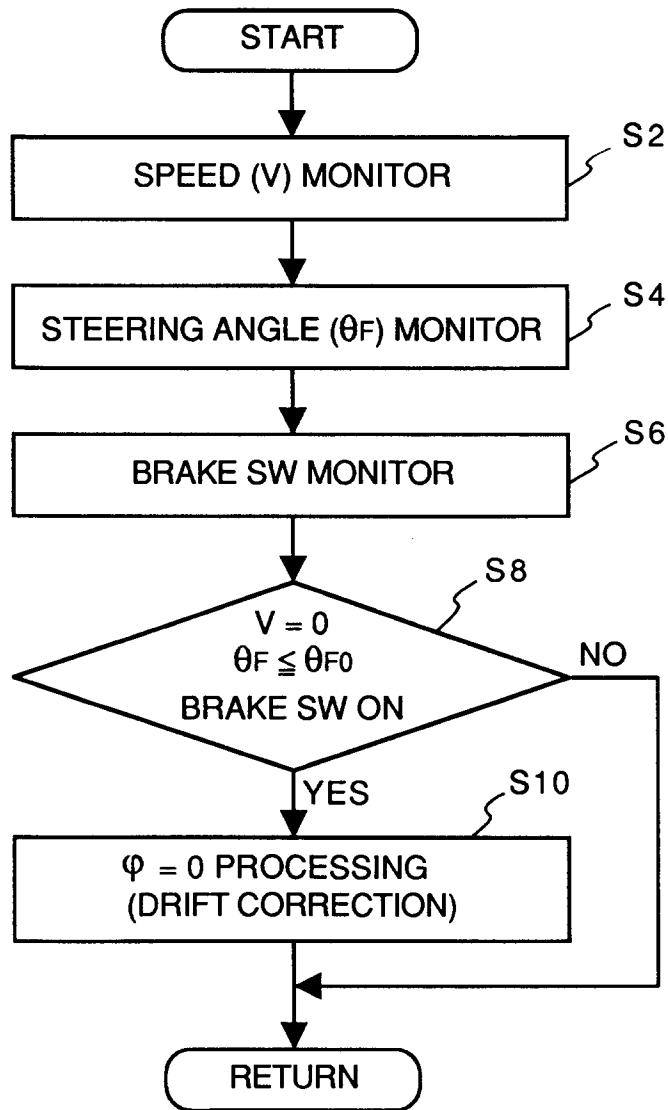 START
S2
SPEED (V) MONITOR
S4
STEERING ANGLE (θF) MONITOR
S6
BRAKE SW MONITOR
S8
V = 0
θF ≦ θF0
BRAKE SW ON
NO
YES
S10
φ = 0 PROCESSING
(DRIFT CORRECTION)
RETURN